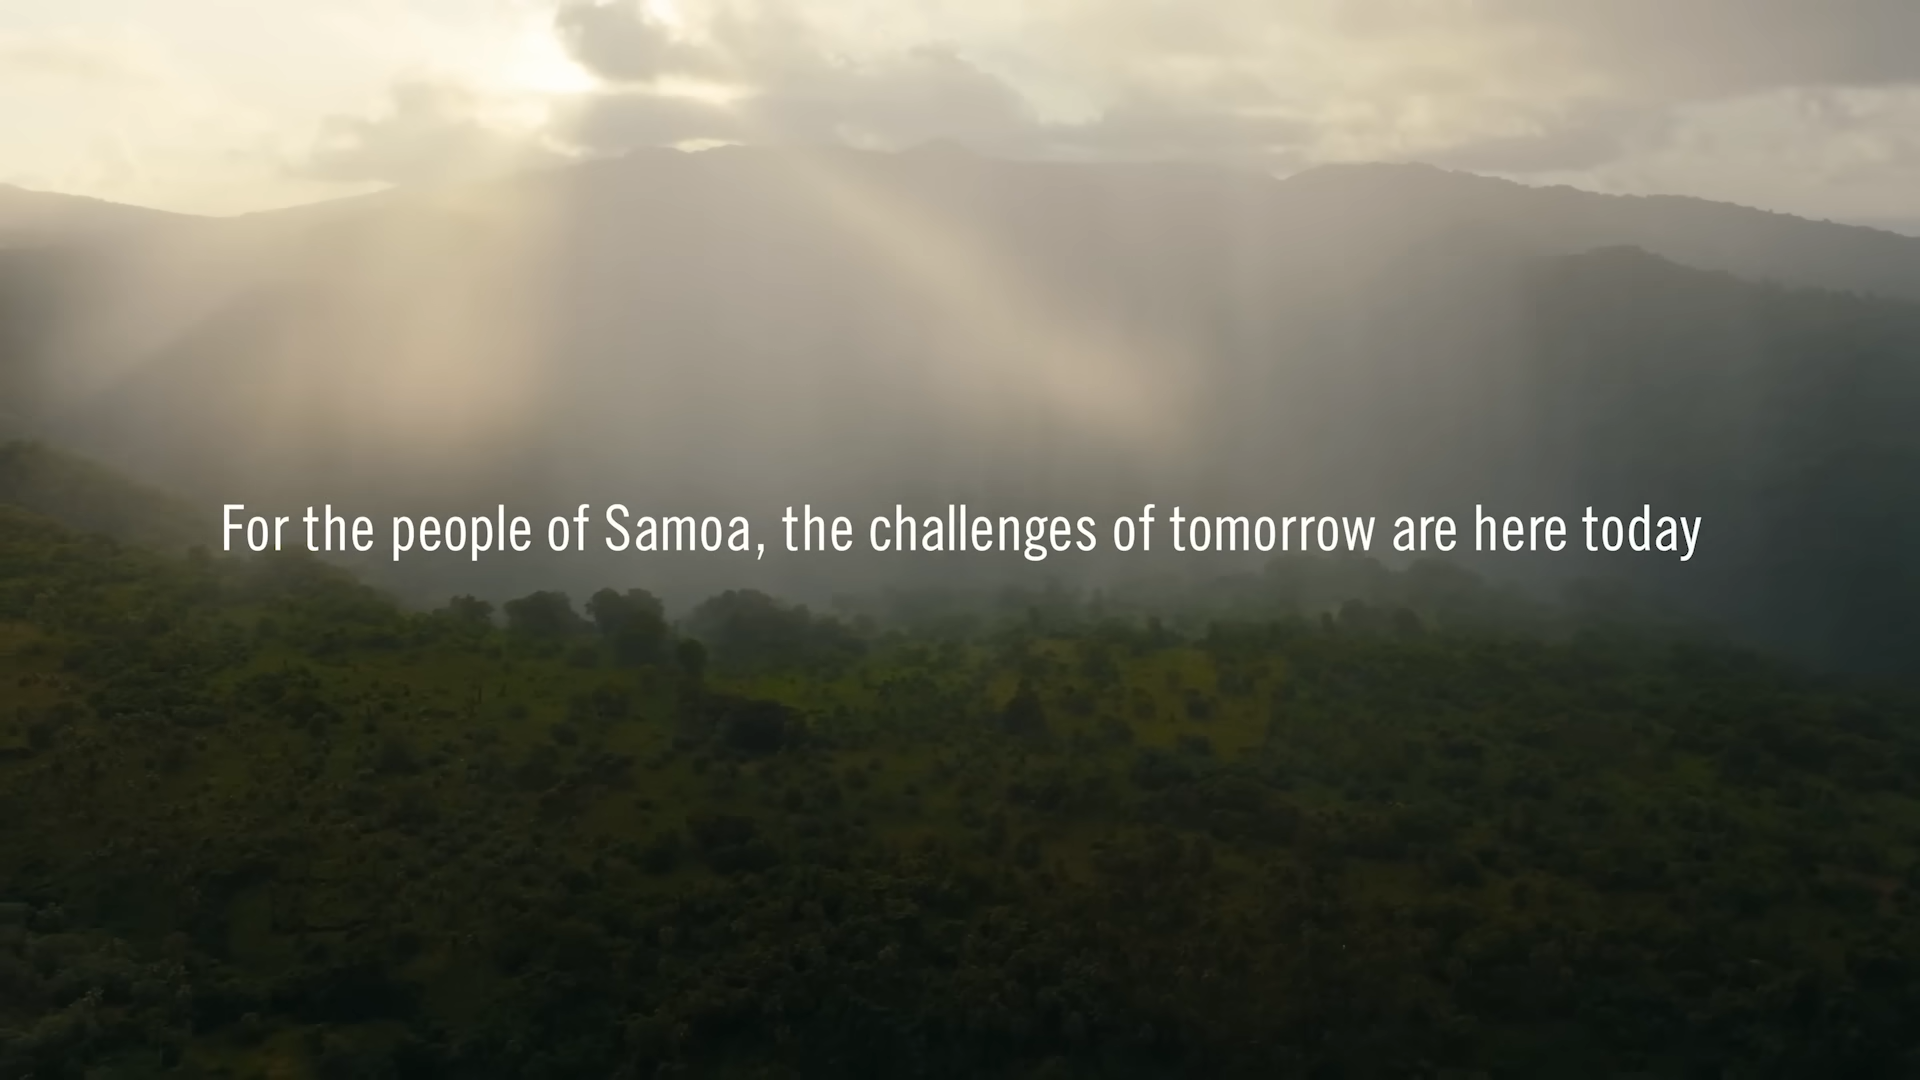 For the people of Samoa, the challenges of tomorrow are here today